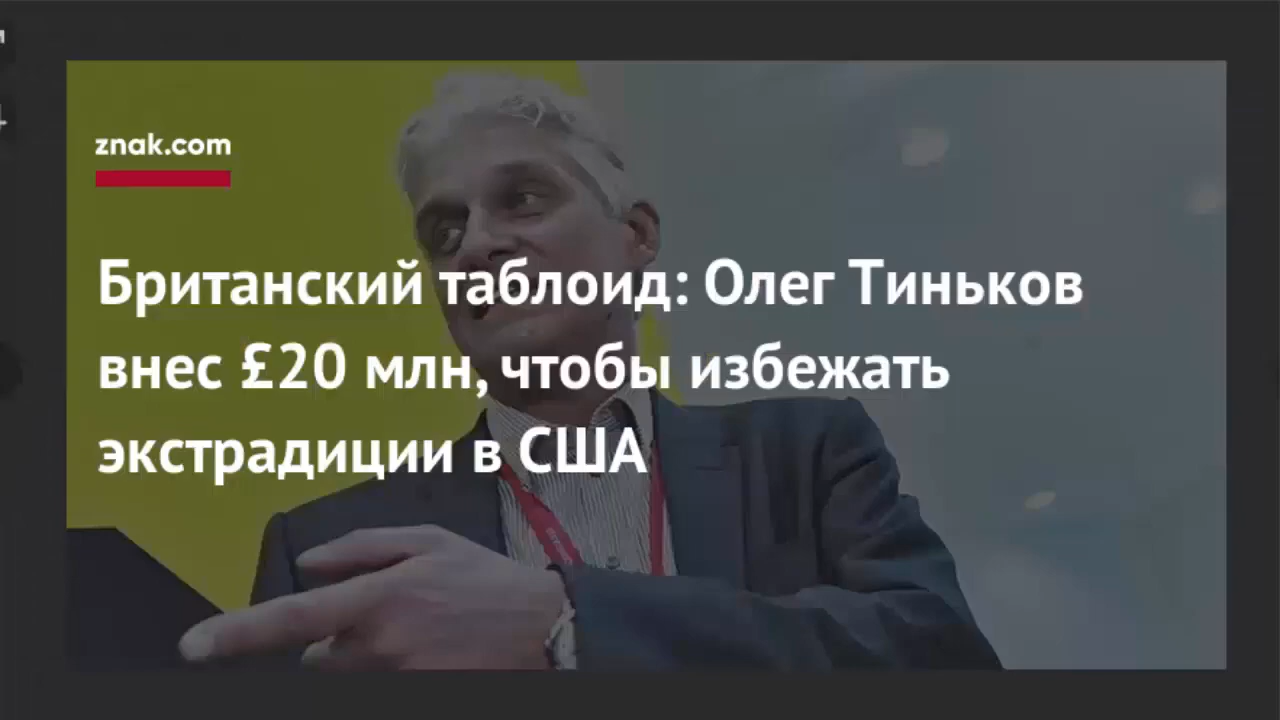 znak.com
Британский таблоид: Олег Тиньков
внес £20 млн, чтобы избежать
экстрадиции в США